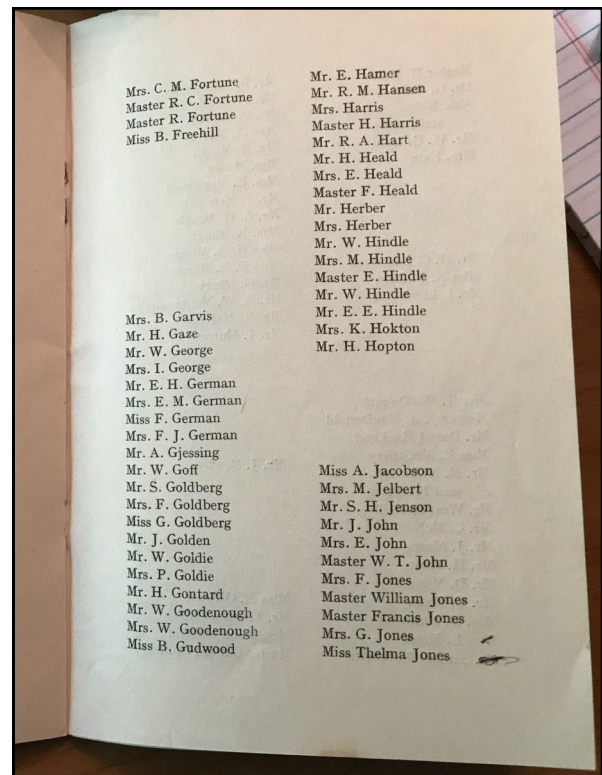 Mrs. C. M. Fortune
Master R. C. Fortune
Master R. Fortune
Miss B. Freehill
Mrs. B. Garvis
Mr. H. Gaze
Mr. W. George
Mrs. I. George
Mr. E. H. German
Mrs. E. M. German
Miss F. German
Mrs. F. J. German
Mr. A. Gjessing
Mr. W. Goff
Mr. S. Goldberg
Mrs. F. Goldberg
Miss G. Goldberg
Mr. J. Golden
Mr. W. Goldie
Mrs. P. Goldie
Mr. H. Gontard
Mr. W. Goodenough
Mrs. W. Goodenough
Miss B. Gudwood
Mr. E. Hamer
Mr. R. M. Hansen
Mrs. Harris
Master H. Harris
Mr. R. A. Hart
Mr. H. Heald
Mrs. E. Heald
Master F. Heald
Mr. Herber
Mrs. Herber
Mr. W. Hindle
Mrs. M. Hindle
Master E. Hindle
Mr. W. Hindle
Mr. E. E. Hindle
Mrs. K. Hokton
Mr. H. Hopton
Miss A. Jacobson
Mrs. M. Jelbert
Mr. S. H. Jenson
Mr. J. John
Mrs. E. John
Master W. T. John
Mrs. F. Jones
Master William Jones
Master Francis Jones
Mrs. G. Jones
Miss Thelma Jones